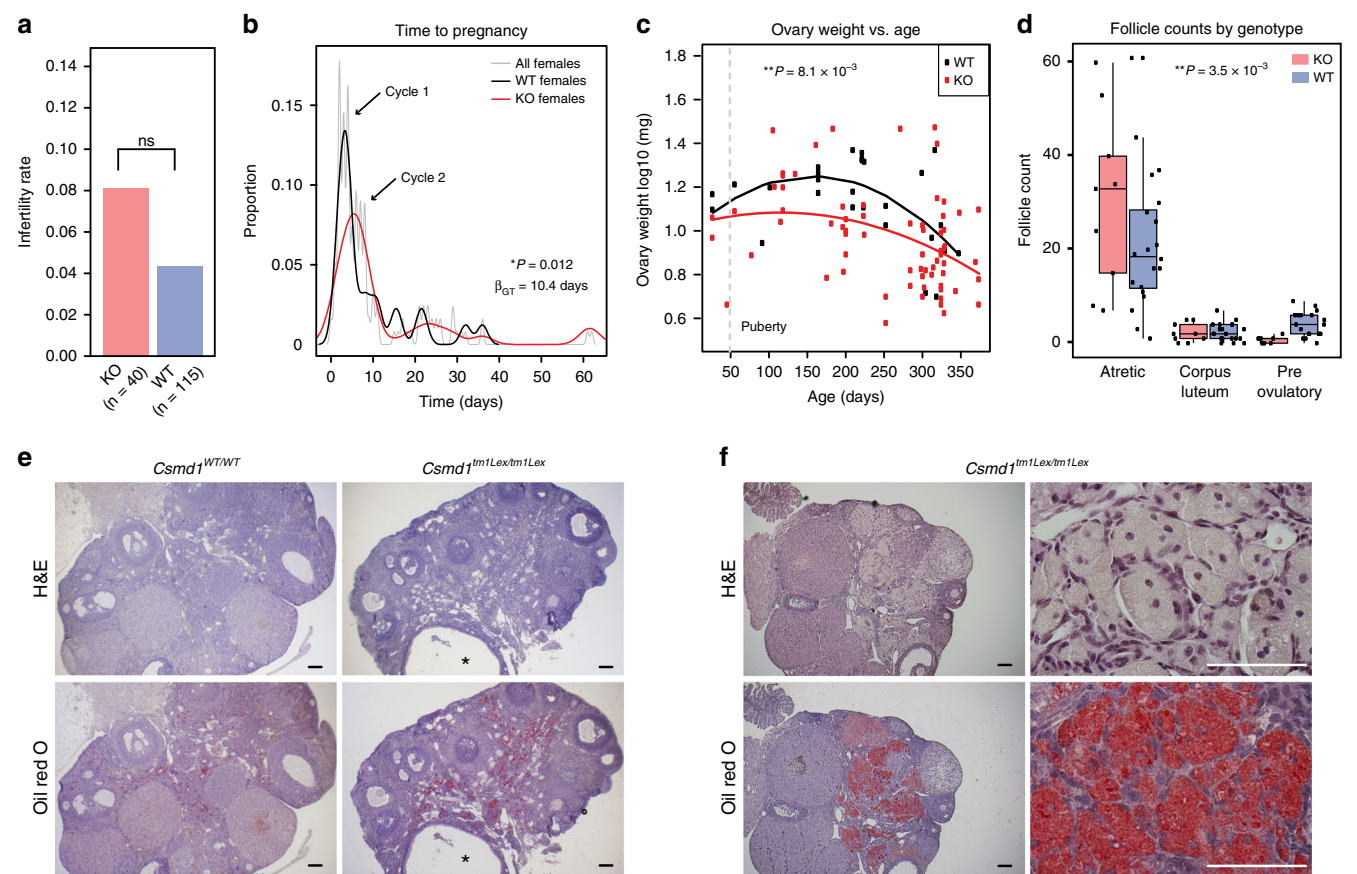 a
Infertility rate
0.14
0.12
0.10
0.08
0.06
0.04
0.02
0.00
ns
KO
(n = 40)
WT
(n = 115)
b
Time to pregnancy
Proportion
0.15
0.10
0.05
0
All females
WT females
KO females
Cycle 1
Cycle 2
*P = 0.012
βGT = 10.4 days
0 10 20 30 40 50 60
Time (days)
c
Ovary weight vs. age
Ovary weight log10 (mg)
1.8
1.6
1.4
1.2
1.0
0.8
0.6
**P = 8.1 × 10⁻³
WT
KO
Puberty
50 100 150 200 250 300 350
Age (days)
d
Follicle counts by genotype
Follicle count
60
40
20
0
**P = 3.5 × 10⁻³
KO
WT
Atretic
Corpus
luteum
Pre
ovulatory
e
Csmd1WT/WT
Csmd1tm1Lex/tm1Lex
H&E
*
Oil red O
*
f
Csmd1tm1Lex/tm1Lex
H&E
Oil red O